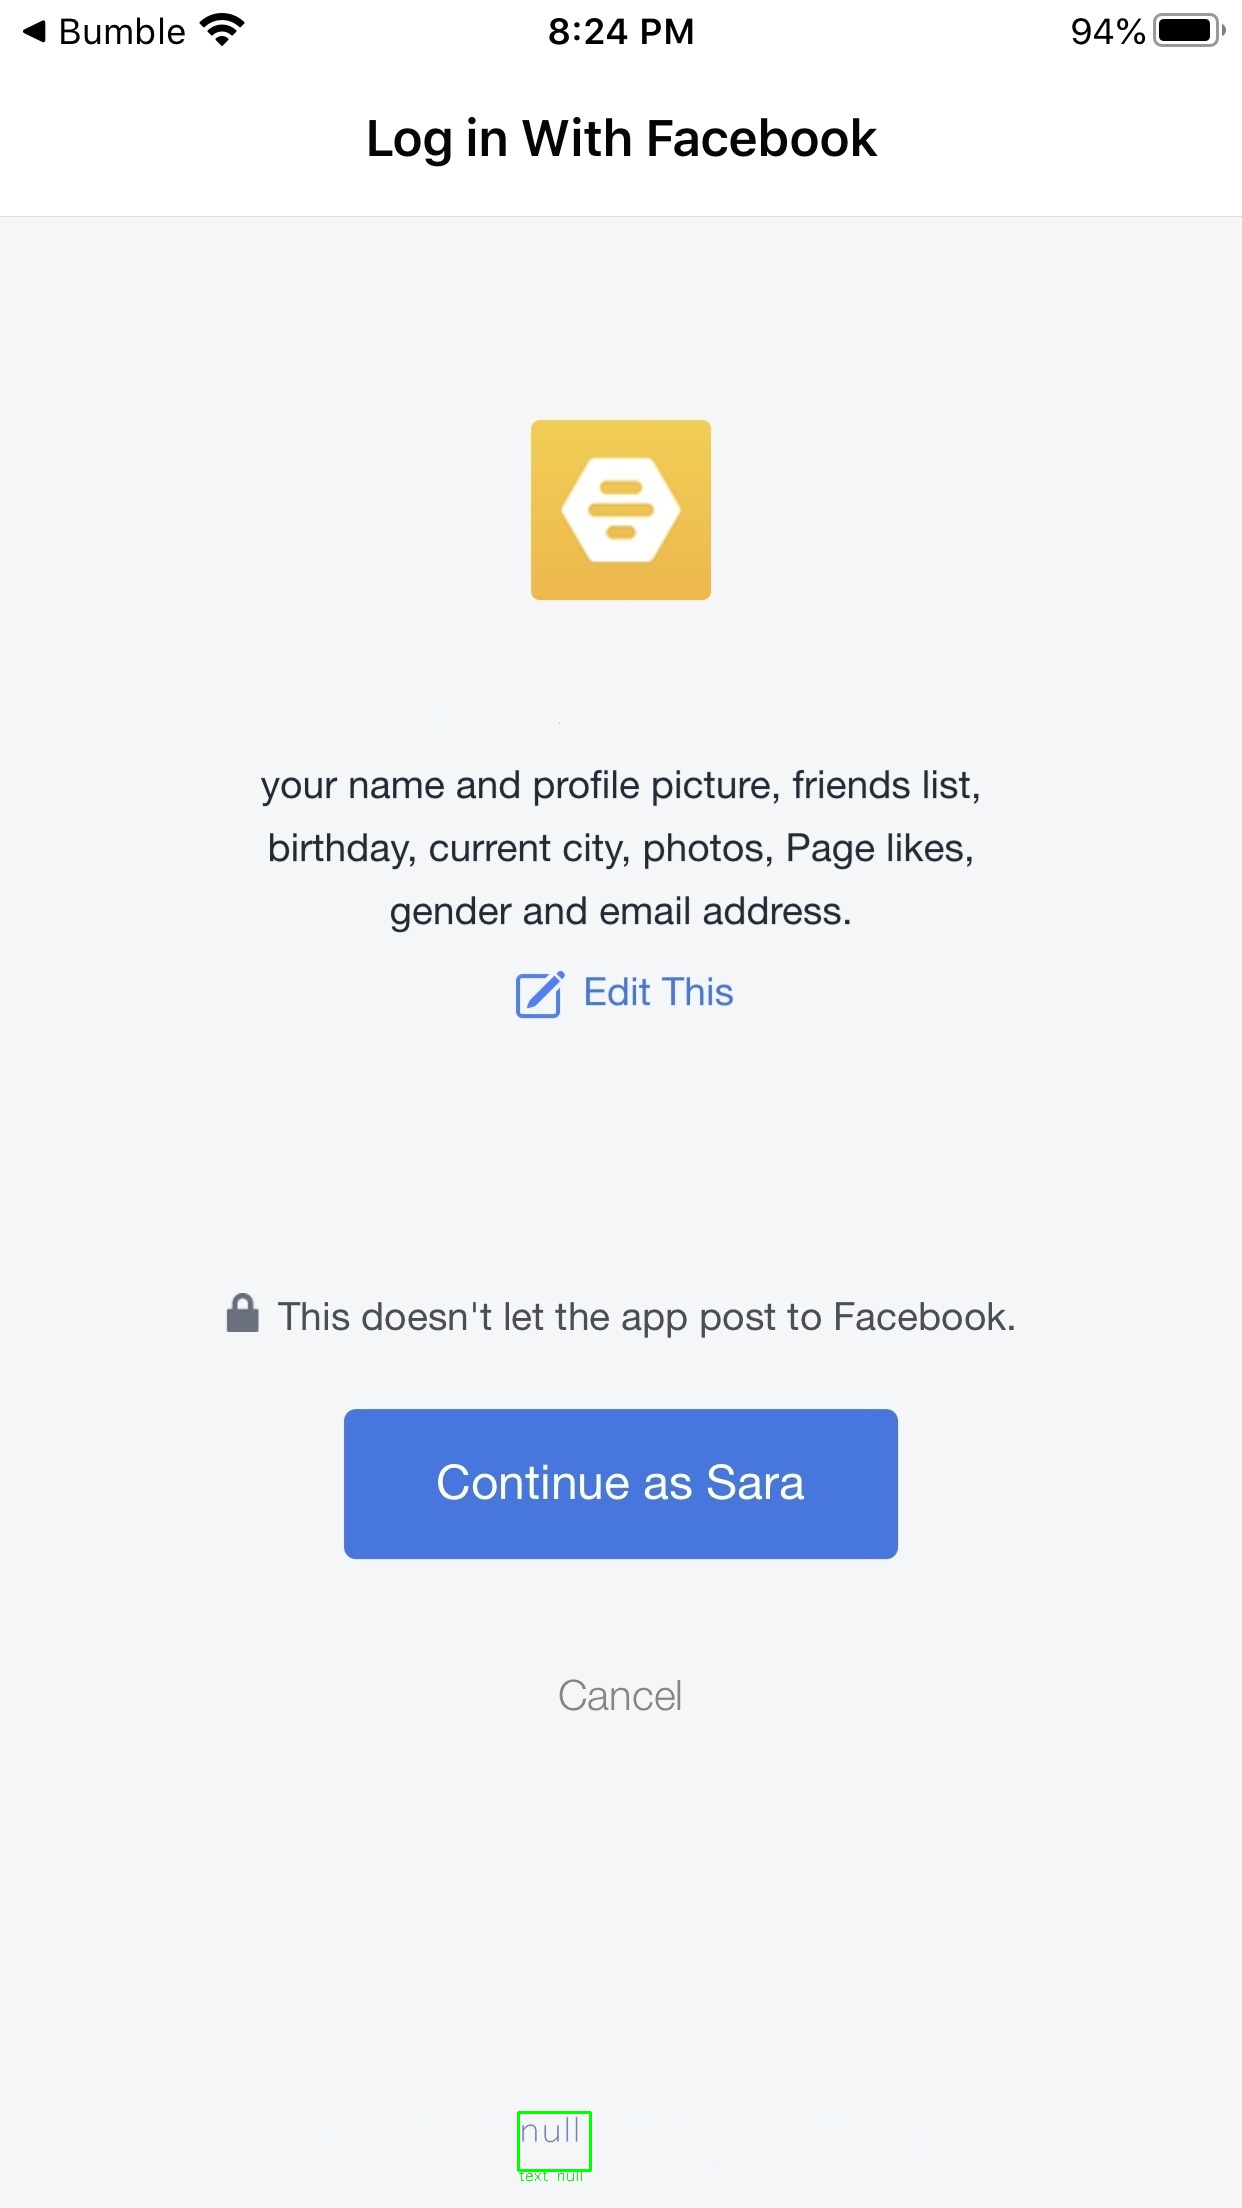 Bumble 8:24 PM 94%
Log in With Facebook
your name and profile picture, friends list,
birthday, current city, photos, Page likes,
gender and email address.
Edit This
This doesn't let the app post to Facebook.
Continue as Sara
Cancel
null
text null